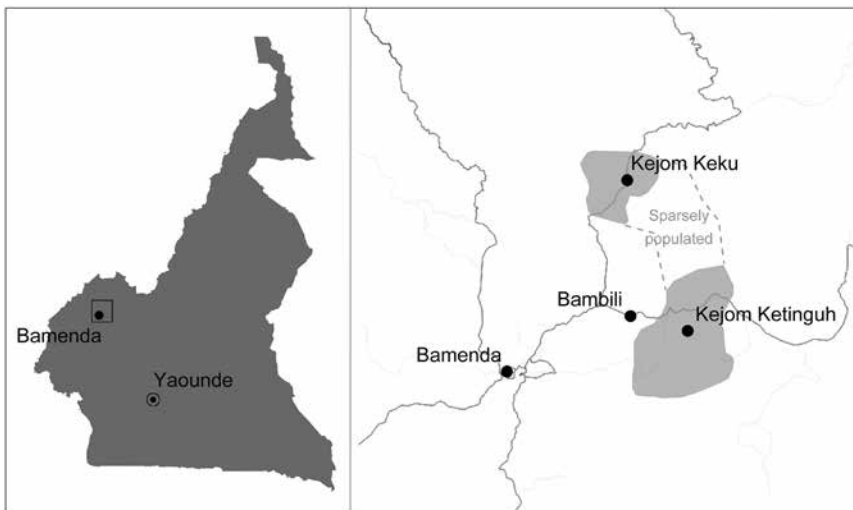 Bamenda
Yaounde
Kejom Keku
Sparsely
populated
Bambili
Kejom Ketinguh
Bamenda